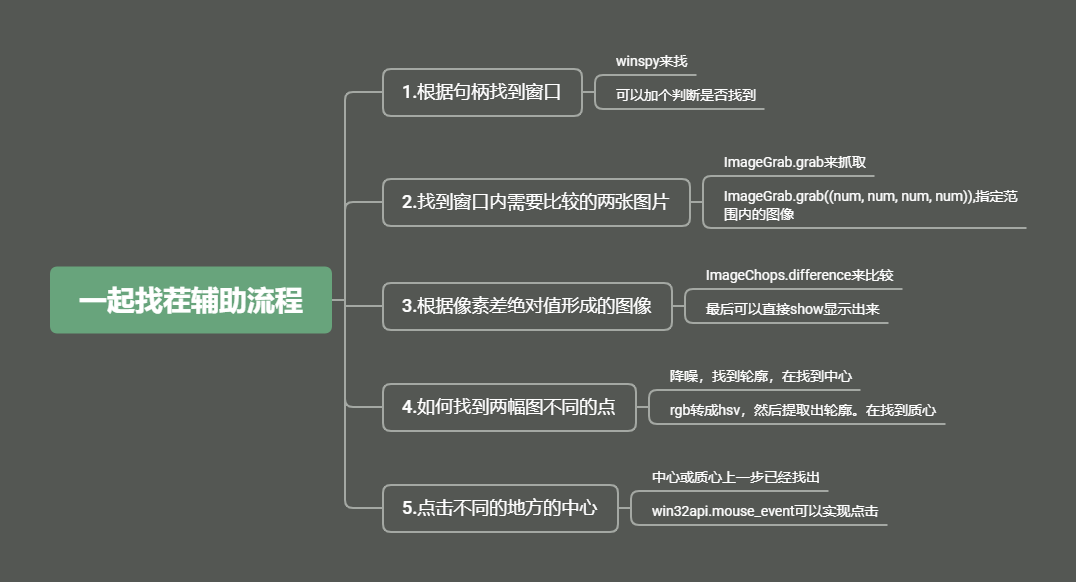 一起找茬辅助流程
1.根据句柄找到窗口
winspy来找
可以加个判断是否找到
2.找到窗口内需要比较的两张图片
ImageGrab.grab来抓取
ImageGrab.grab((num, num, num, num)),指定范
围内的图像
3.根据像素差绝对值形成的图像
ImageChops.difference来比较
最后可以直接show显示出来
4.如何找到两幅图不同的点
降噪，找到轮廓，在找到中心
rgb转成hsv，然后提取出轮廓。在找到质心
5.点击不同的地方的中心
中心或质心上一步已经找出
win32api.mouse_event可以实现点击